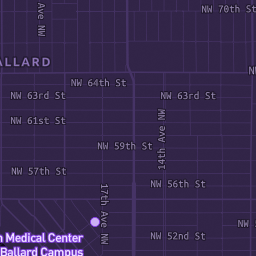 NW 70th St
Ave NW
ALLARD
NW 64th St
NW 63rd St
NW 63rd St
NW 61st St
14th Ave NW
NW 59th St
NW 57th St
NW 56th St
17th Ave NW
NW 52nd St
Medical Center
Ballard Campus